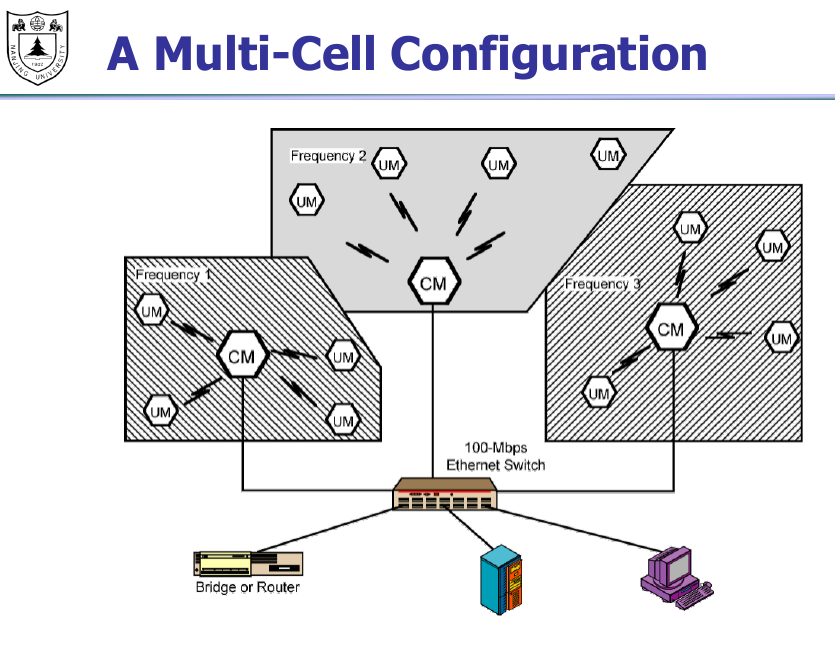 NANJING UNIVERSITY
1902
A Multi-Cell Configuration
Frequency 2
UM
UM
UM
UM
CM
Frequency 1
UM
UM
UM
UM
CM
Frequency 3
UM
UM
UM
UM
CM
100-Mbps
Ethernet Switch
Bridge or Router